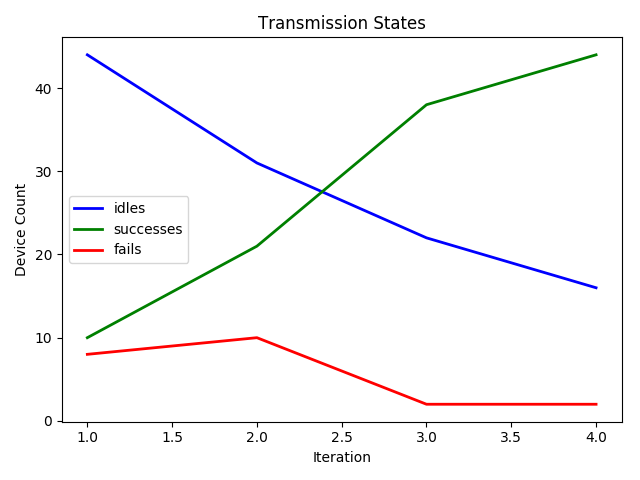 Transmission States
Device Count
40
30
20
10
0
idles
successes
fails
1.0 1.5 2.0 2.5 3.0 3.5 4.0
Iteration